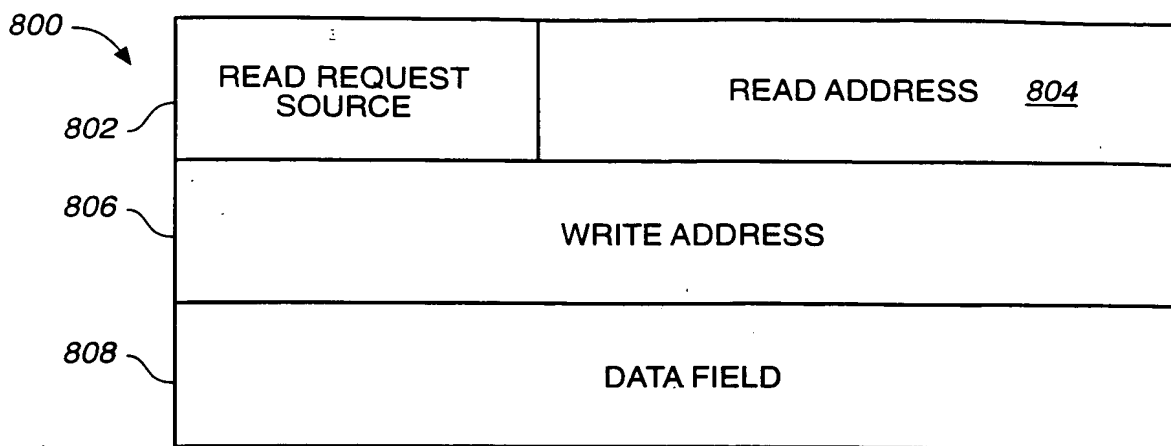 800
READ REQUEST
SOURCE
READ ADDRESS 804
802
806
WRITE ADDRESS
808
DATA FIELD